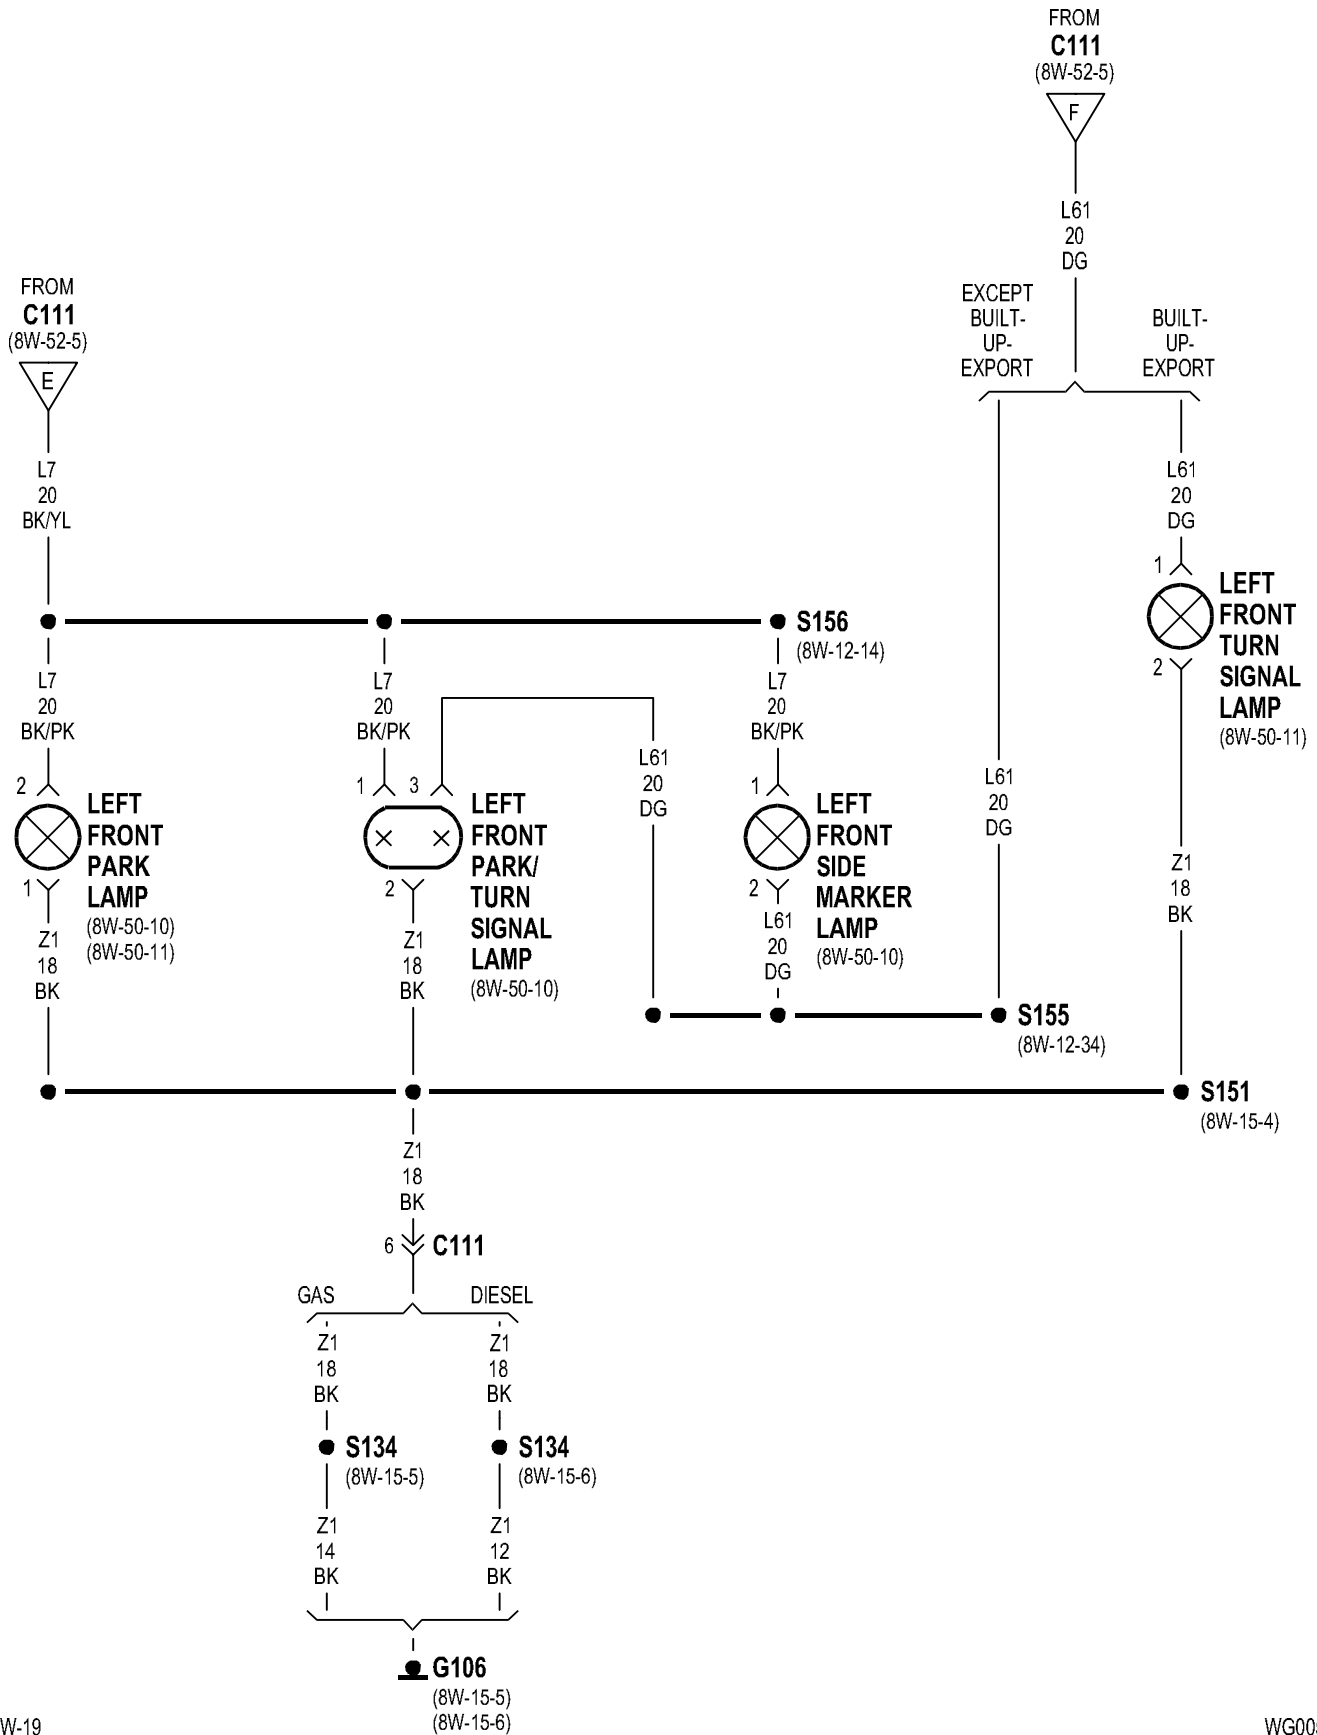 FROM
C111
(8W-52-5)
F
L61
20
DG
EXCEPT
BUILT-
UP-
EXPORT
BUILT-
UP-
EXPORT
FROM
C111
(8W-52-5)
E
L7
20
BK/YL
L61
20
DG
1
LEFT
FRONT
TURN
SIGNAL
LAMP
(8W-50-11)
2
S156
(8W-12-14)
L7
20
BK/PK
L7
20
BK/PK
L7
20
BK/PK
L61
20
DG
L61
20
DG
2
LEFT
FRONT
PARK
LAMP
(8W-50-10)
(8W-50-11)
1
1
3
LEFT
FRONT
PARK/
TURN
SIGNAL
LAMP
(8W-50-10)
2
1
LEFT
FRONT
SIDE
MARKER
LAMP
(8W-50-10)
2
Z1
18
BK
Z1
18
BK
Z1
18
BK
L61
20
DG
S155
(8W-12-34)
S151
(8W-15-4)
Z1
18
BK
6
C111
GAS
DIESEL
Z1
18
BK
Z1
18
BK
S134
(8W-15-5)
S134
(8W-15-6)
Z1
14
BK
Z1
12
BK
G106
(8W-15-5)
(8W-15-6)
W-19